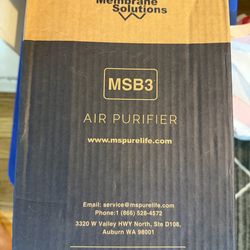 Membrane
Solutions
MSB3
AIR PURIFIER
www.mspurelife.com
Email: service@mspurelife.com
Phone:1 (866) 528-4572
3320 W Valley HWY North, Ste D108,
Auburn WA 98001